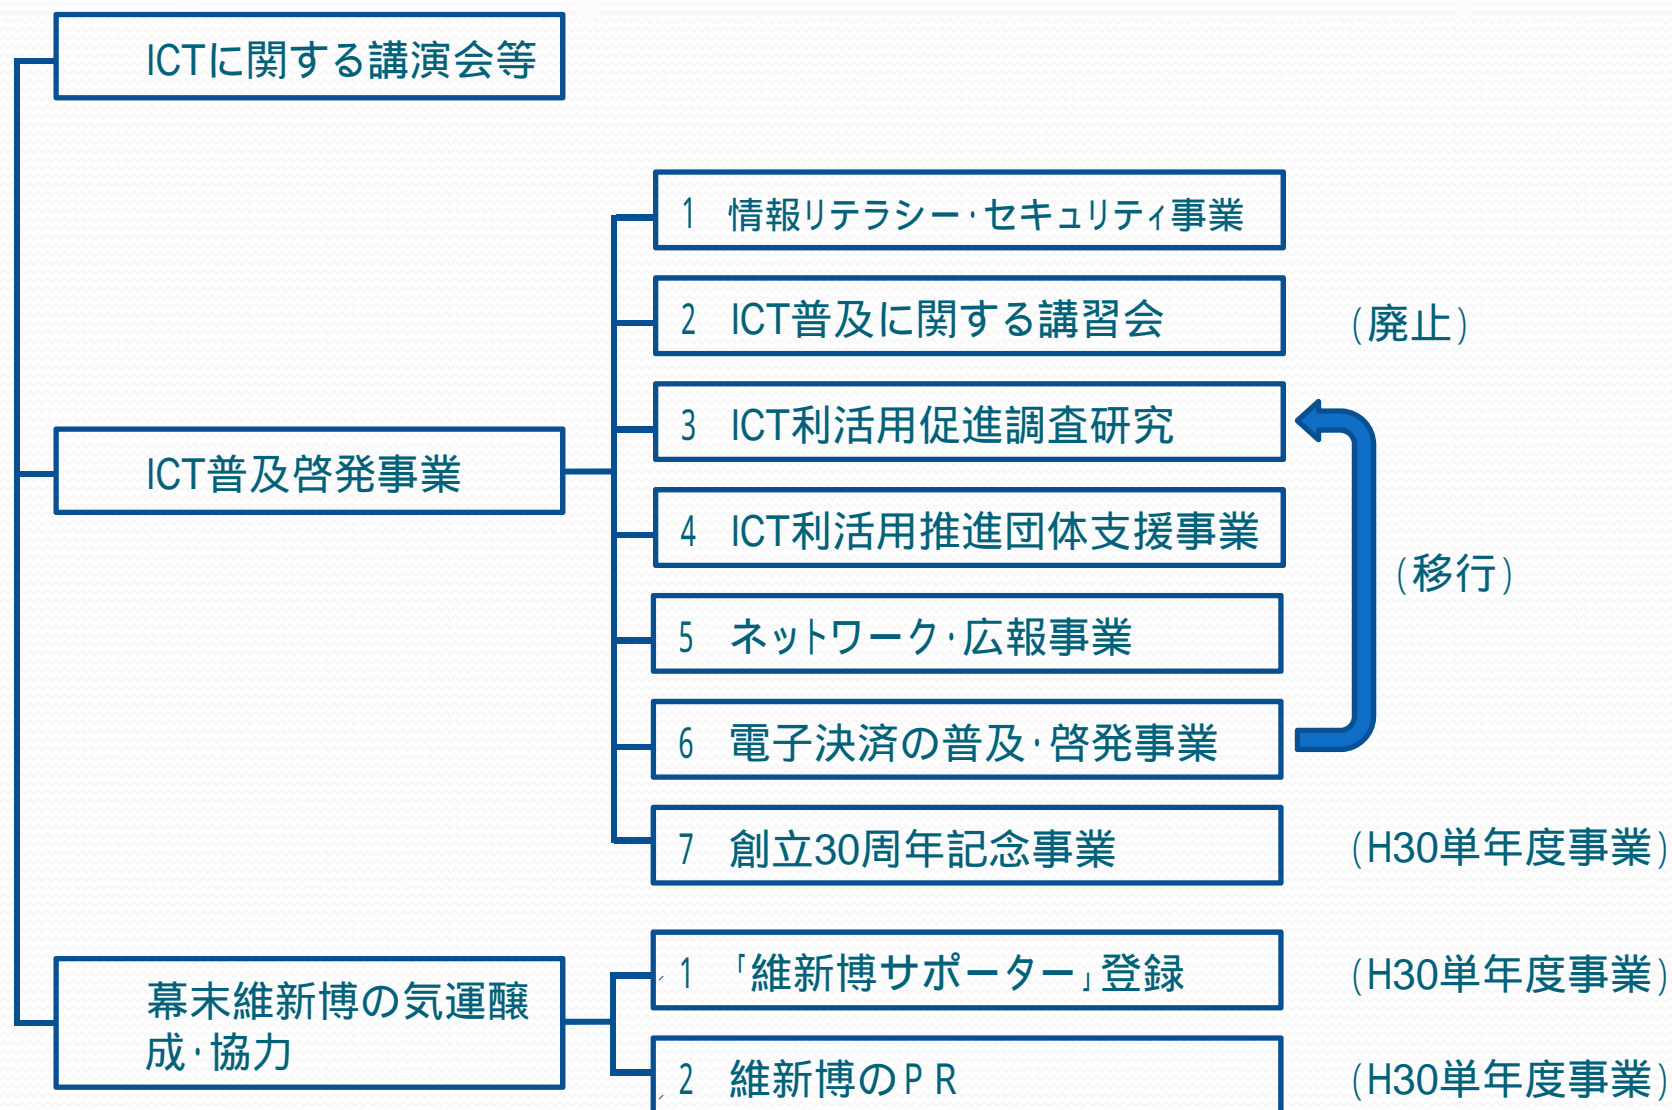 ICTに関する講演会等
1 情報リテラシー・セキュリティ事業
2 ICT普及に関する講習会 (廃止)
3 ICT利活用促進調査研究
ICT普及啓発事業
4 ICT利活用推進団体支援事業
(移行)
5 ネットワーク・広報事業
6 電子決済の普及・啓発事業
7 創立30周年記念事業 (H30単年度事業)
1 「維新博サポーター」登録 (H30単年度事業)
幕末維新博の気運醸
成・協力
2 維新博のPR (H30単年度事業)